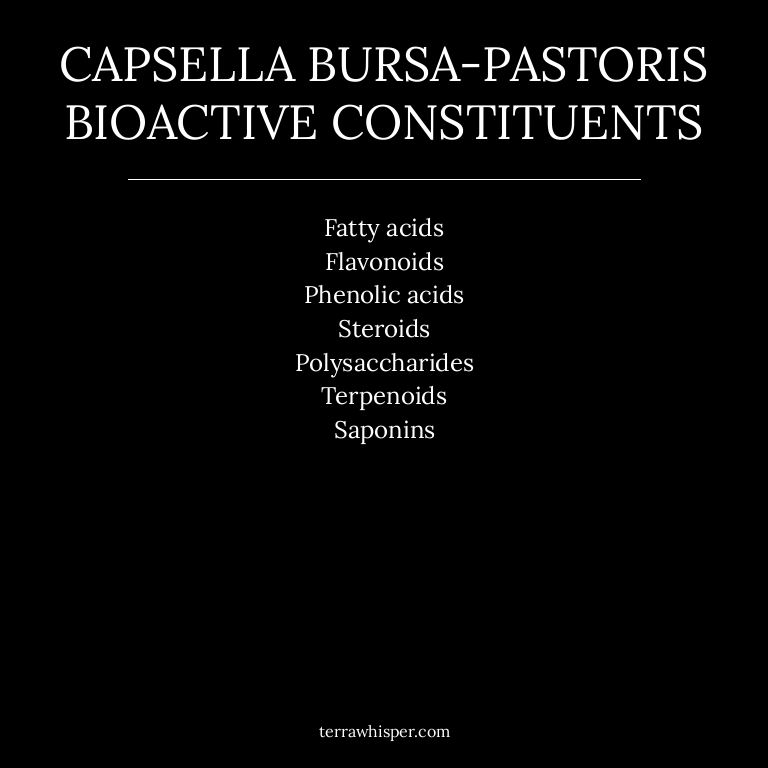 CAPSELLA BURSA-PASTORIS
BIOACTIVE CONSTITUENTS
Fatty acids
Flavonoids
Phenolic acids
Steroids
Polysaccharides
Terpenoids
Saponins
terrawhisper.com